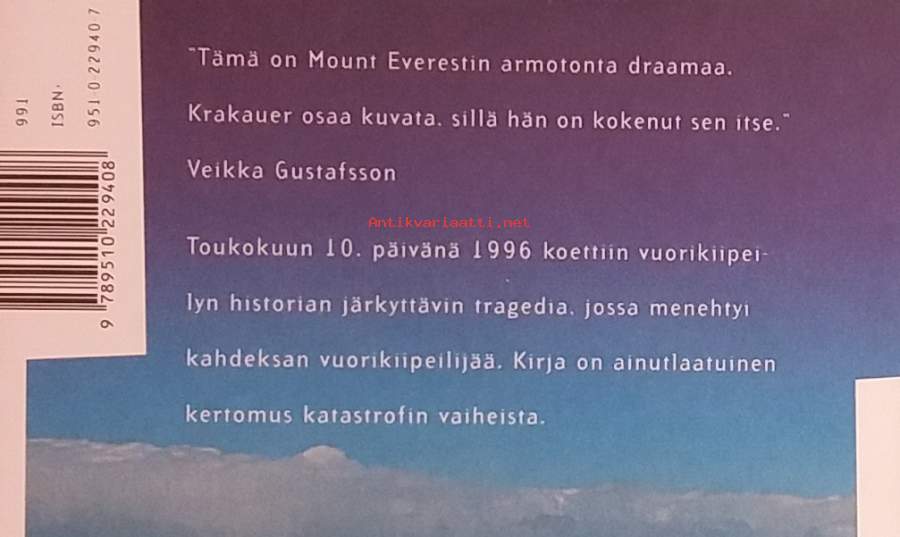 "Tämä on Mount Everestin armotonta draamaa.
Krakauer osaa kuvata, sillä hän on kokenut sen itse."
Veikka Gustafsson
Antikvariaatti.net
Toukokuun 10. päivänä 1996 koettiin vuorikiipei-
lyn historian järkyttävin tragedia, jossa menehtyi
kahdeksan vuorikiipeilijää. Kirja on ainutlaatuinen
kertomus katastrofin vaiheista.
991
ISBN.
951-0-22940-7
9 789510 229408